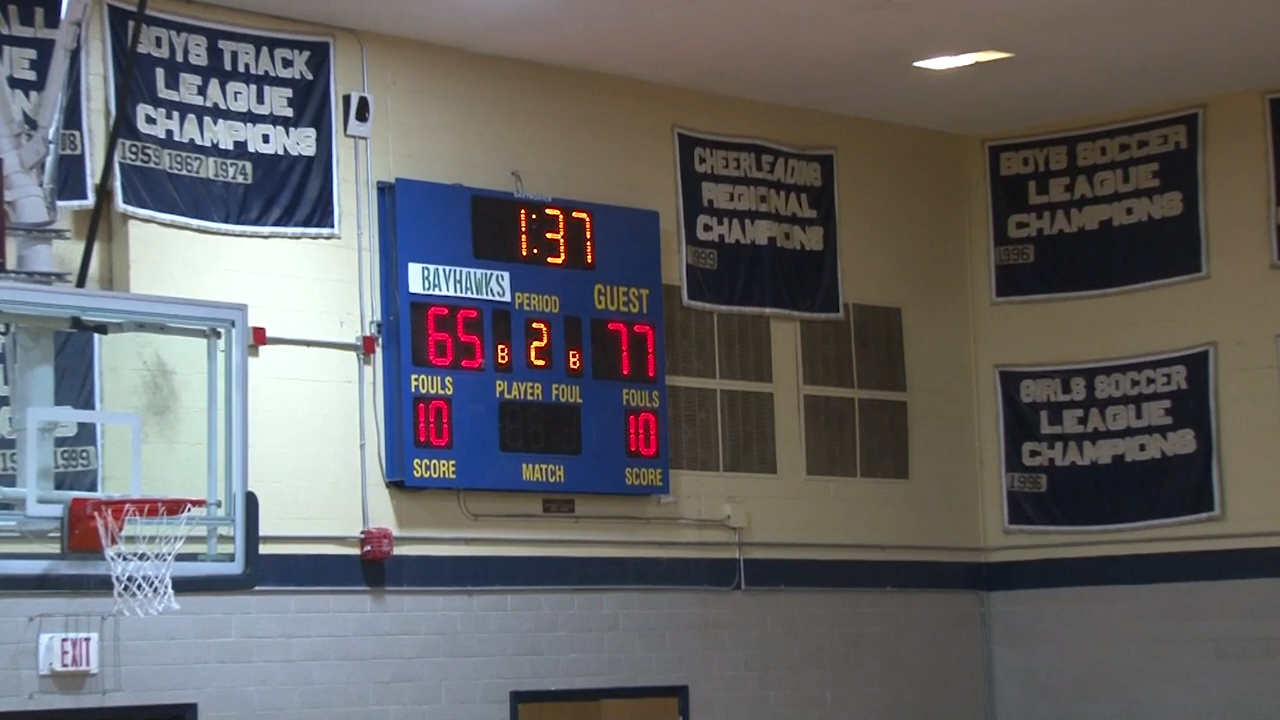 ALL
BOYS TRACK
LEAGUE
CHAMPIONS
1959 1967 1974
1:37
BAYHAWKS
PERIOD
GUEST
65
B 2 B
77
FOULS
PLAYER FOUL
FOULS
10
10
SCORE
MATCH
SCORE
CHEERLEADING
REGIONAL
CHAMPIONS
1999
BOYS SOCCER
LEAGUE
CHAMPIONS
1996
GIRLS SOCCER
LEAGUE
CHAMPIONS
1996
1999
EXIT